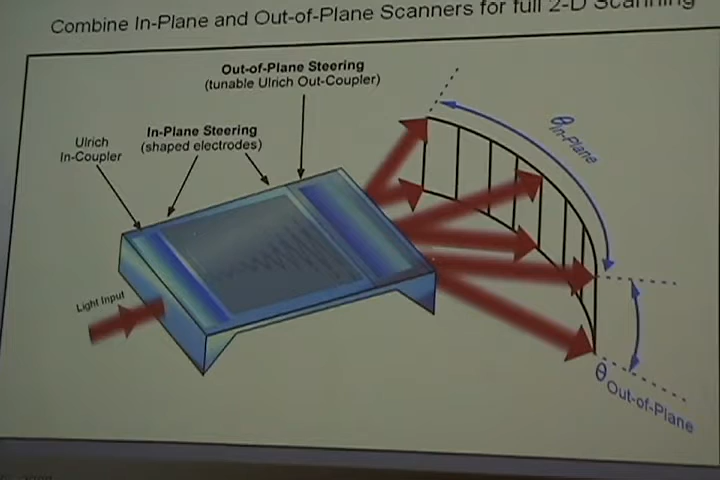 Combine In-Plane and Out-of-Plane Scanners for full 2-D Scanning
Out-of-Plane Steering
(tunable Ulrich Out-Coupler)
In-Plane Steering
(shaped electrodes)
Ulrich
In-Coupler
Light Input
θIn-Plane
θOut-of-Plane